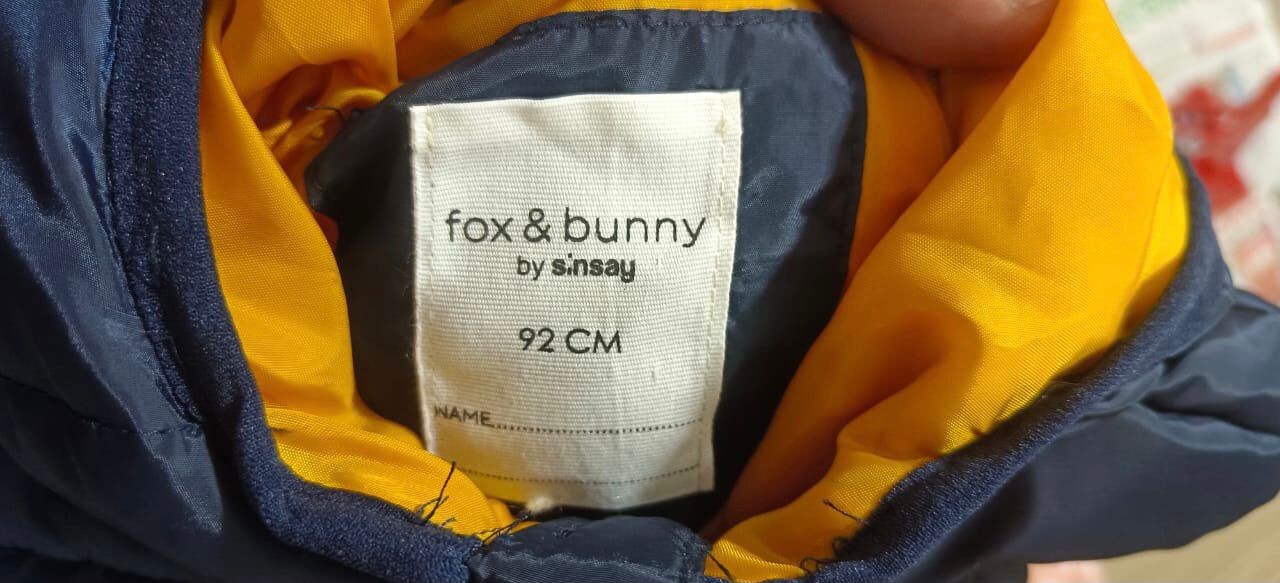 fox & bunny
by sinsay
92 CM
NAME